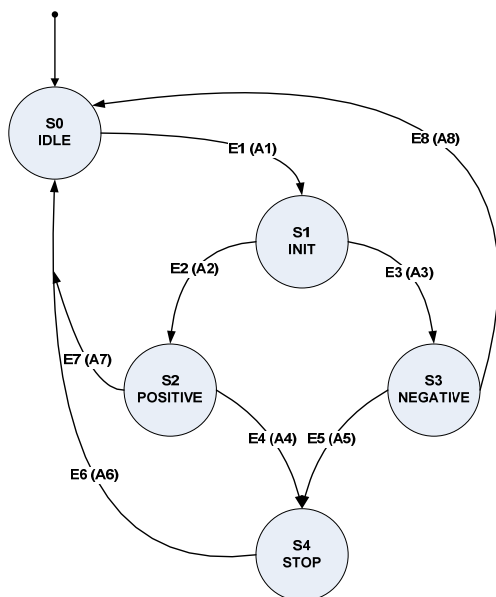 S0
IDLE
E1 (A1)
E8 (A8)
S1
INIT
E2 (A2)
E3 (A3)
E7 (A7)
S2
POSITIVE
S3
NEGATIVE
E4 (A4)
E5 (A5)
E6 (A6)
S4
STOP